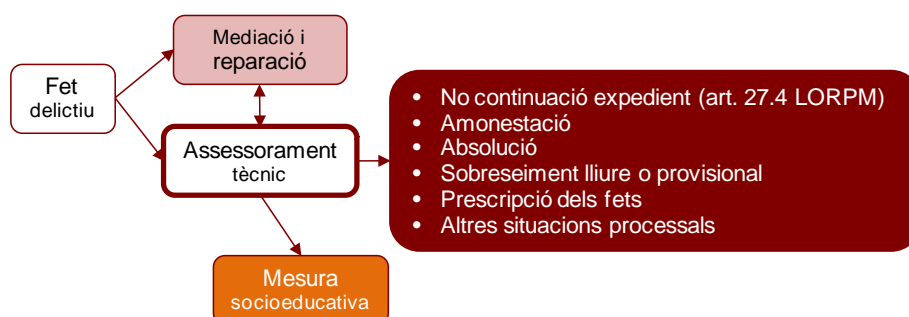 Mediació i
reparació
Fet
delictiu
Assessorament
tècnic
• No continuació expedient (art. 27.4 LORPM)
• Amonestació
• Absolució
• Sobreseiment lliure o provisional
• Prescripció dels fets
• Altres situacions processals
Mesura
socioeducativa